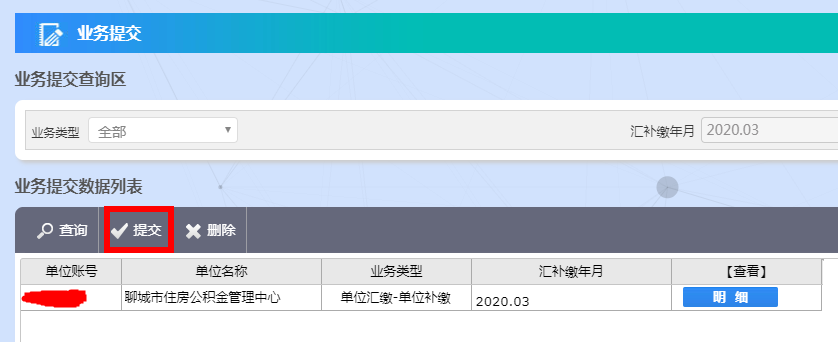 业务提交
业务提交查询区
业务类型 全部 汇补缴年月 2020.03
业务提交数据列表
查询 提交 删除
单位账号 单位名称 业务类型 汇补缴年月 【查看】
聊城市住房公积金管理中心 单位汇缴-单位补缴 2020.03 明 细